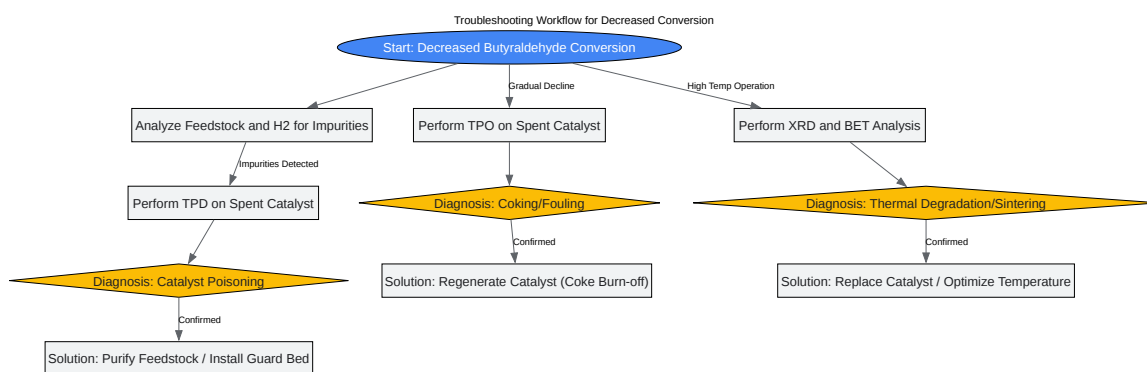 Troubleshooting Workflow for Decreased Conversion
Start: Decreased Butyraldehyde Conversion
Gradual Decline
High Temp Operation
Analyze Feedstock and H2 for Impurities
Perform TPO on Spent Catalyst
Perform XRD and BET Analysis
Impurities Detected
Perform TPD on Spent Catalyst
Diagnosis: Coking/Fouling
Diagnosis: Thermal Degradation/Sintering
Confirmed
Confirmed
Diagnosis: Catalyst Poisoning
Solution: Regenerate Catalyst (Coke Burn-off)
Solution: Replace Catalyst / Optimize Temperature
Confirmed
Solution: Purify Feedstock / Install Guard Bed